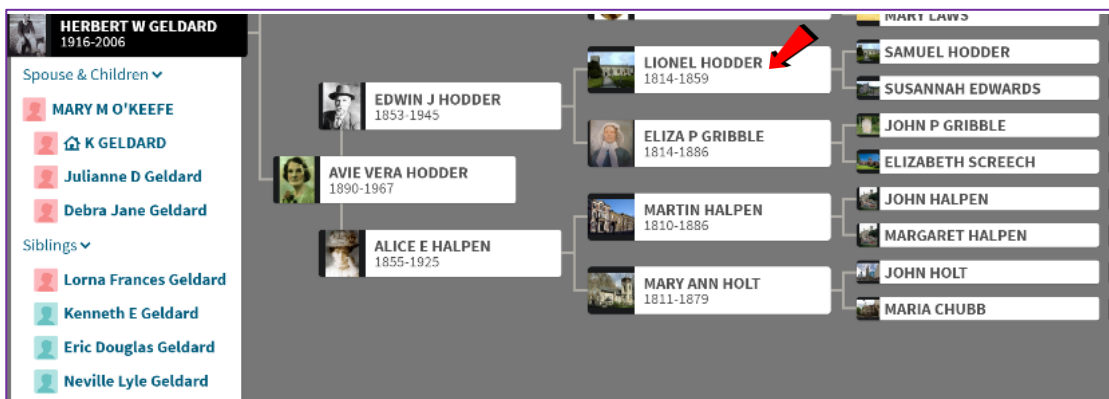 HERBERT W GELDARD
1916-2006
Spouse & Children
MARY M O'KEEFE
K GELDARD
Julianne D Geldard
Debra Jane Geldard
Siblings
Lorna Frances Geldard
Kenneth E Geldard
Eric Douglas Geldard
Neville Lyle Geldard
AVIE VERA HODDER
1890-1967
EDWIN J HODDER
1853-1945
ALICE E HALPEN
1855-1925
LIONEL HODDER
1814-1859
ELIZA P GRIBBLE
1814-1886
MARTIN HALPEN
1810-1886
MARY ANN HOLT
1811-1879
MARY LAWS
SAMUEL HODDER
SUSANNAH EDWARDS
JOHN P GRIBBLE
ELIZABETH SCREECH
JOHN HALPEN
MARGARET HALPEN
JOHN HOLT
MARIA CHUBB